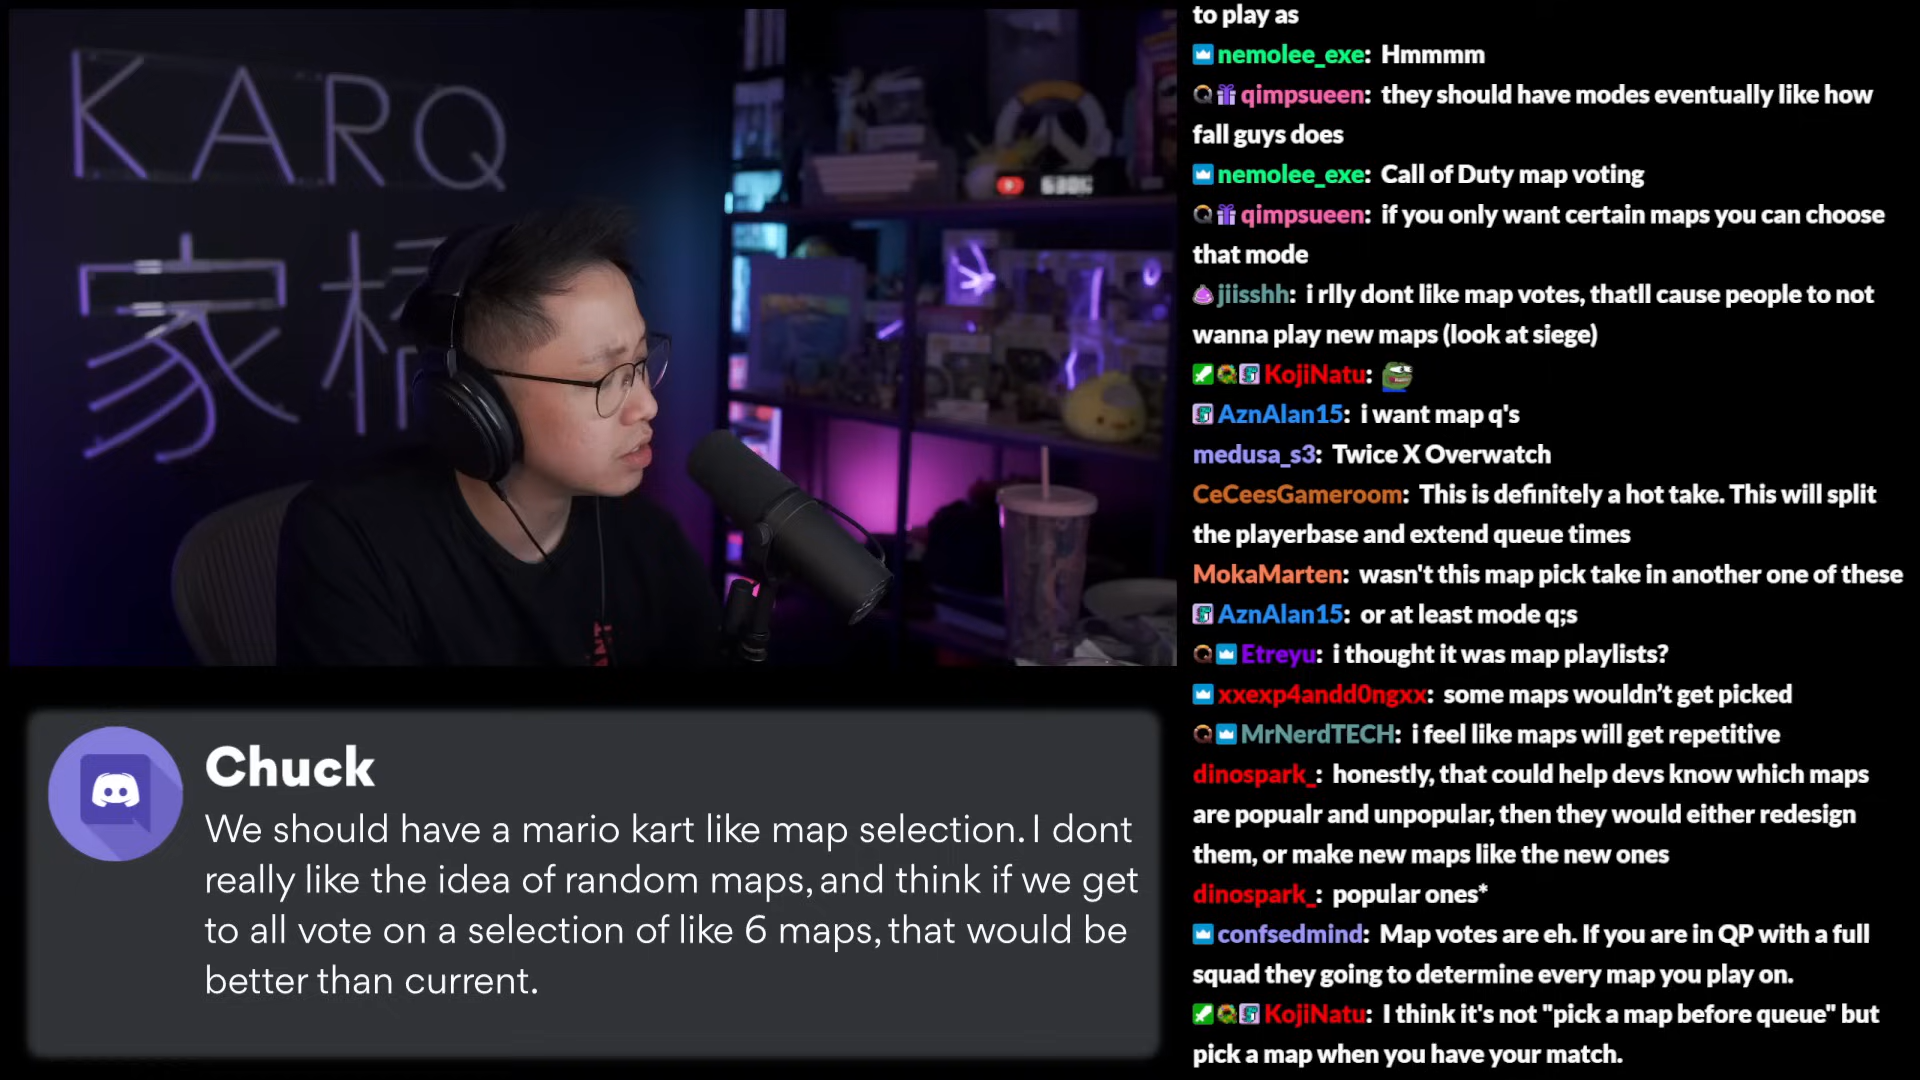 KARQ
家橋
Chuck
We should have a mario kart like map selection. I dont
really like the idea of random maps, and think if we get
to all vote on a selection of like 6 maps, that would be
better than current.
to play as
nemolee_exe: Hmmmm
qimpsueen: they should have modes eventually like how
fall guys does
nemolee_exe: Call of Duty map voting
qimpsueen: if you only want certain maps you can choose
that mode
jiisshh: i rlly dont like map votes, thatll cause people to not
wanna play new maps (look at siege)
KojiNatu:
AznAlan15: i want map q's
medusa_s3: Twice X Overwatch
CeCeesGameroom: This is definitely a hot take. This will split
the playerbase and extend queue times
MokaMarten: wasn't this map pick take in another one of these
AznAlan15: or at least mode q;s
Etreyu: i thought it was map playlists?
xxexp4andd0ngxx: some maps wouldn’t get picked
MrNerdTECH: i feel like maps will get repetitive
dinospark_: honestly, that could help devs know which maps
are popualr and unpopular, then they would either redesign
them, or make new maps like the new ones
dinospark_: popular ones*
confsedmind: Map votes are eh. If you are in QP with a full
squad they going to determine every map you play on.
KojiNatu: I think it's not "pick a map before queue" but
pick a map when you have your match.